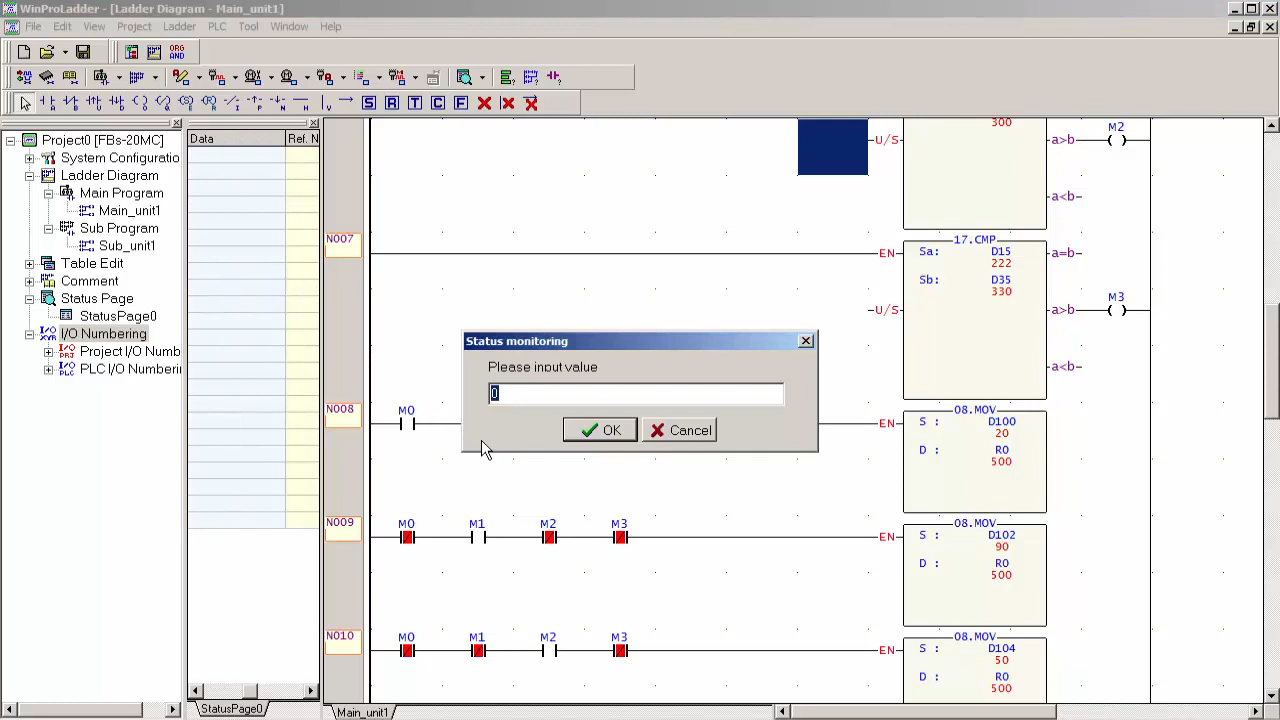 WinProLadder - [Ladder Diagram - Main_unit1]
File Edit View Project Ladder Tool PLC Window Help
ORG
AND
S R T C F
Project0 [FBs-20MC]
System Configuratio
Ladder Diagram
Main Program
Main_unit1
Sub Program
Sub_unit1
Table Edit
Comment
Status Page
StatusPage0
I/O Numbering
Project I/O Numb
PLC I/O Numberin
Data Ref. N
StatusPage0
300
U/S
a>b
M2
a<b
N007
17.CMP
EN
Sa: D15
222
Sb: D35
330
a=b
U/S
a>b
M3
a<b
Status monitoring
Please input value
0
OK Cancel
N008
M0
EN
08.MOV
S : D100
20
D : R0
500
N009
M0 M1 M2 M3
EN
08.MOV
S : D102
90
D : R0
500
N010
M0 M1 M2 M3
EN
08.MOV
S : D104
50
D : R0
500
Main_unit1